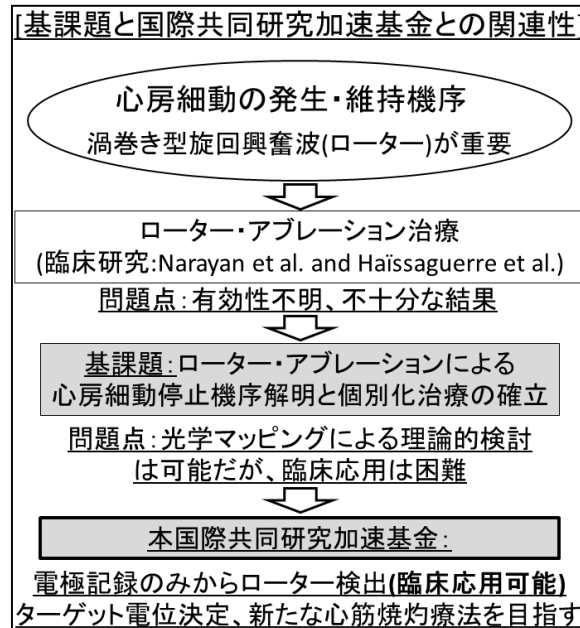 [基課題と国際共同研究加速基金との関連性]
心房細動の発生・維持機序
渦巻き型旋回興奮波(ローター)が重要
ローター・アブレーション治療
(臨床研究:Narayan et al. and Haïssaguerre et al.)
問題点:有効性不明、不十分な結果
基課題:ローター・アブレーションによる
心房細動停止機序解明と個別化治療の確立
問題点:光学マッピングによる理論的検討
は可能だが、臨床応用は困難
本国際共同研究加速基金:
電極記録のみからローター検出(臨床応用可能)
ターゲット電位決定、新たな心筋焼灼療法を目指す